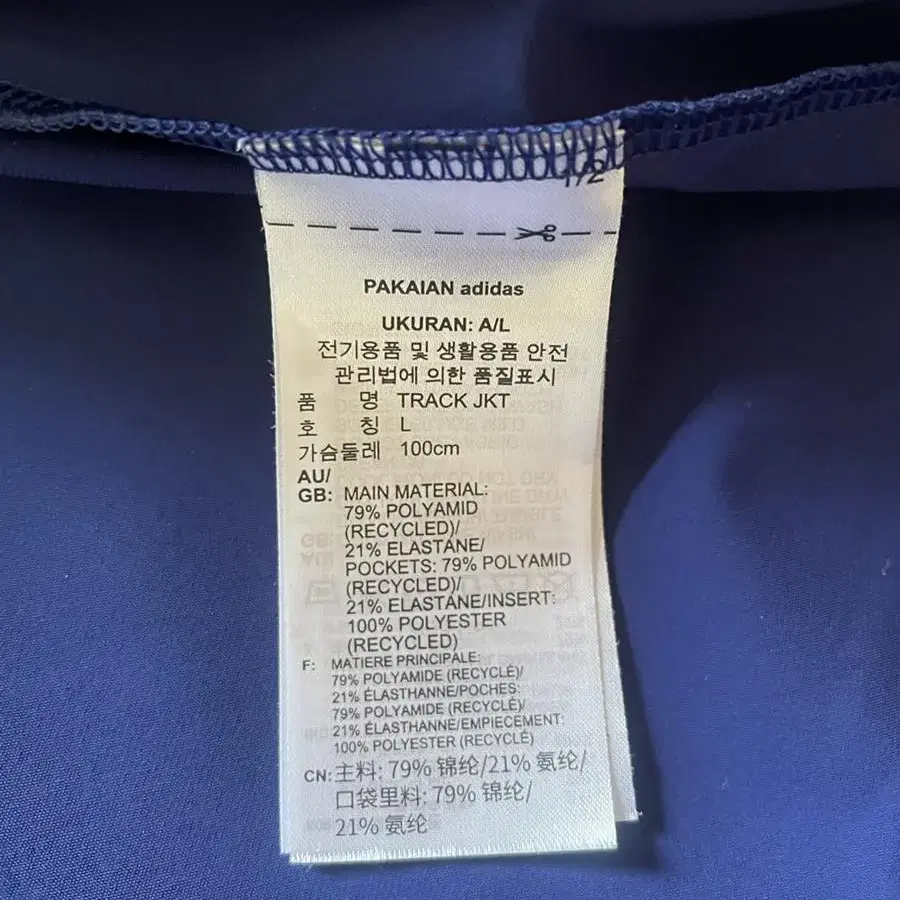 1/2
PAKAIAN adidas
UKURAN: A/L
전기용품 및 생활용품 안전
관리법에 의한 품질표시
품 명 TRACK JKT
호 칭 L
가슴둘레 100cm
AU/
GB: MAIN MATERIAL:
79% POLYAMID
(RECYCLED)/
21% ELASTANE/
POCKETS: 79% POLYAMID
(RECYCLED)/
21% ELASTANE/INSERT:
100% POLYESTER
(RECYCLED)
F: MATIERE PRINCIPALE:
79% POLYAMIDE (RECYCLÉ)/
21% ÉLASTHANNE/POCHES:
79% POLYAMIDE (RECYCLÉ)/
21% ÉLASTHANNE/EMPIECEMENT:
100% POLYESTER (RECYCLÉ)
CN: 主料: 79% 锦纶/21% 氨纶/
口袋里料: 79% 锦纶/
21% 氨纶